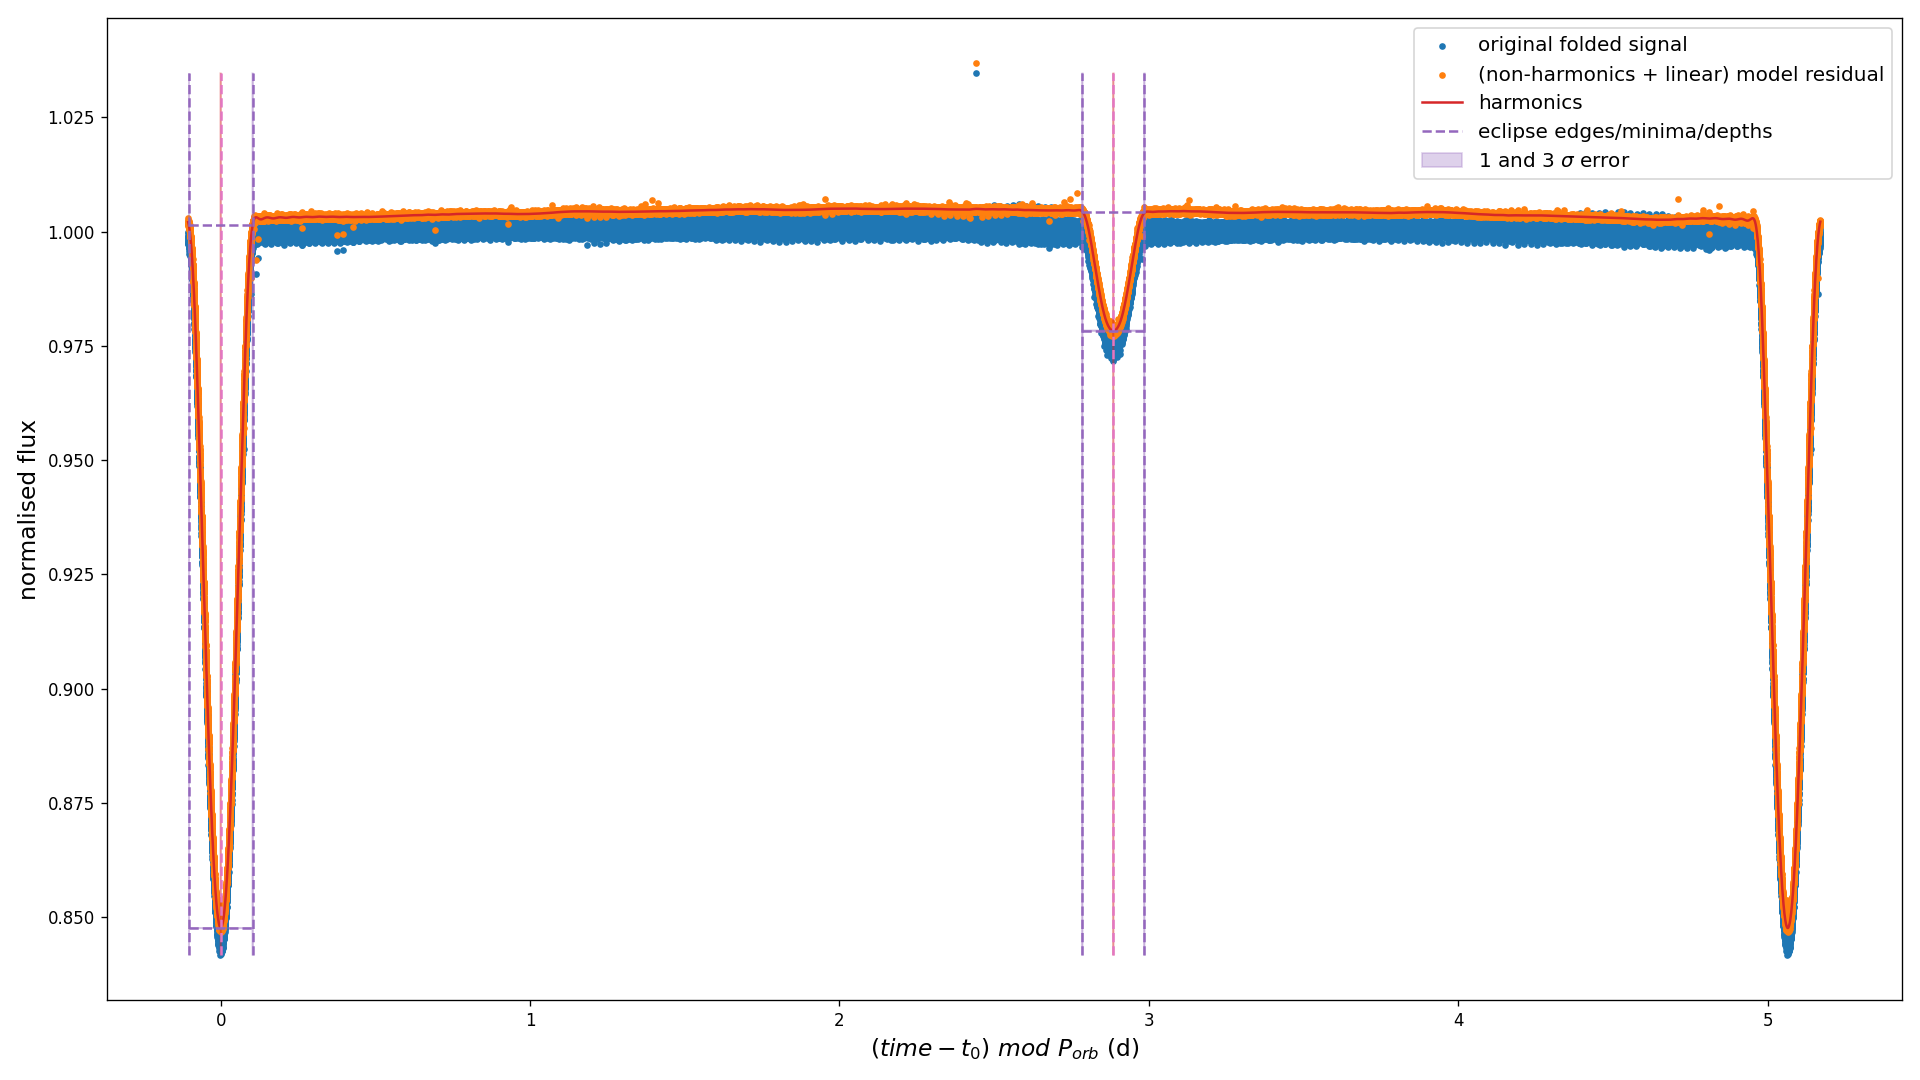 original folded signal
(non-harmonics + linear) model residual
harmonics
eclipse edges/minima/depths
1 and 3 σ error
normalised flux
1.025
1.000
0.975
0.950
0.925
0.900
0.875
0.850
0 1 2 3 4 5
(time − t₀) mod Pₒᵣb (d)